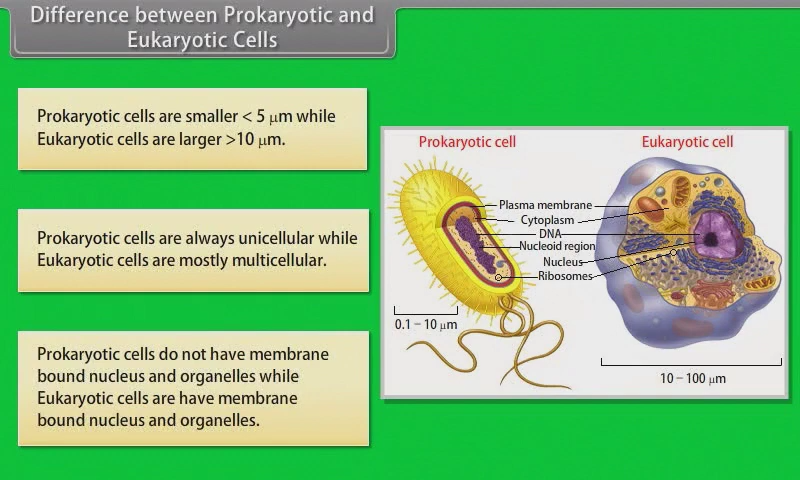 Difference between Prokaryotic and
Eukaryotic Cells
Prokaryotic cells are smaller < 5 μm while
Eukaryotic cells are larger >10 μm.
Prokaryotic cells are always unicellular while
Eukaryotic cells are mostly multicellular.
Prokaryotic cells do not have membrane
bound nucleus and organelles while
Eukaryotic cells are have membrane
bound nucleus and organelles.
Prokaryotic cell
Eukaryotic cell
Plasma membrane
Cytoplasm
DNA
Nucleoid region
Nucleus
Ribosomes
0.1 – 10 μm
10 – 100 μm